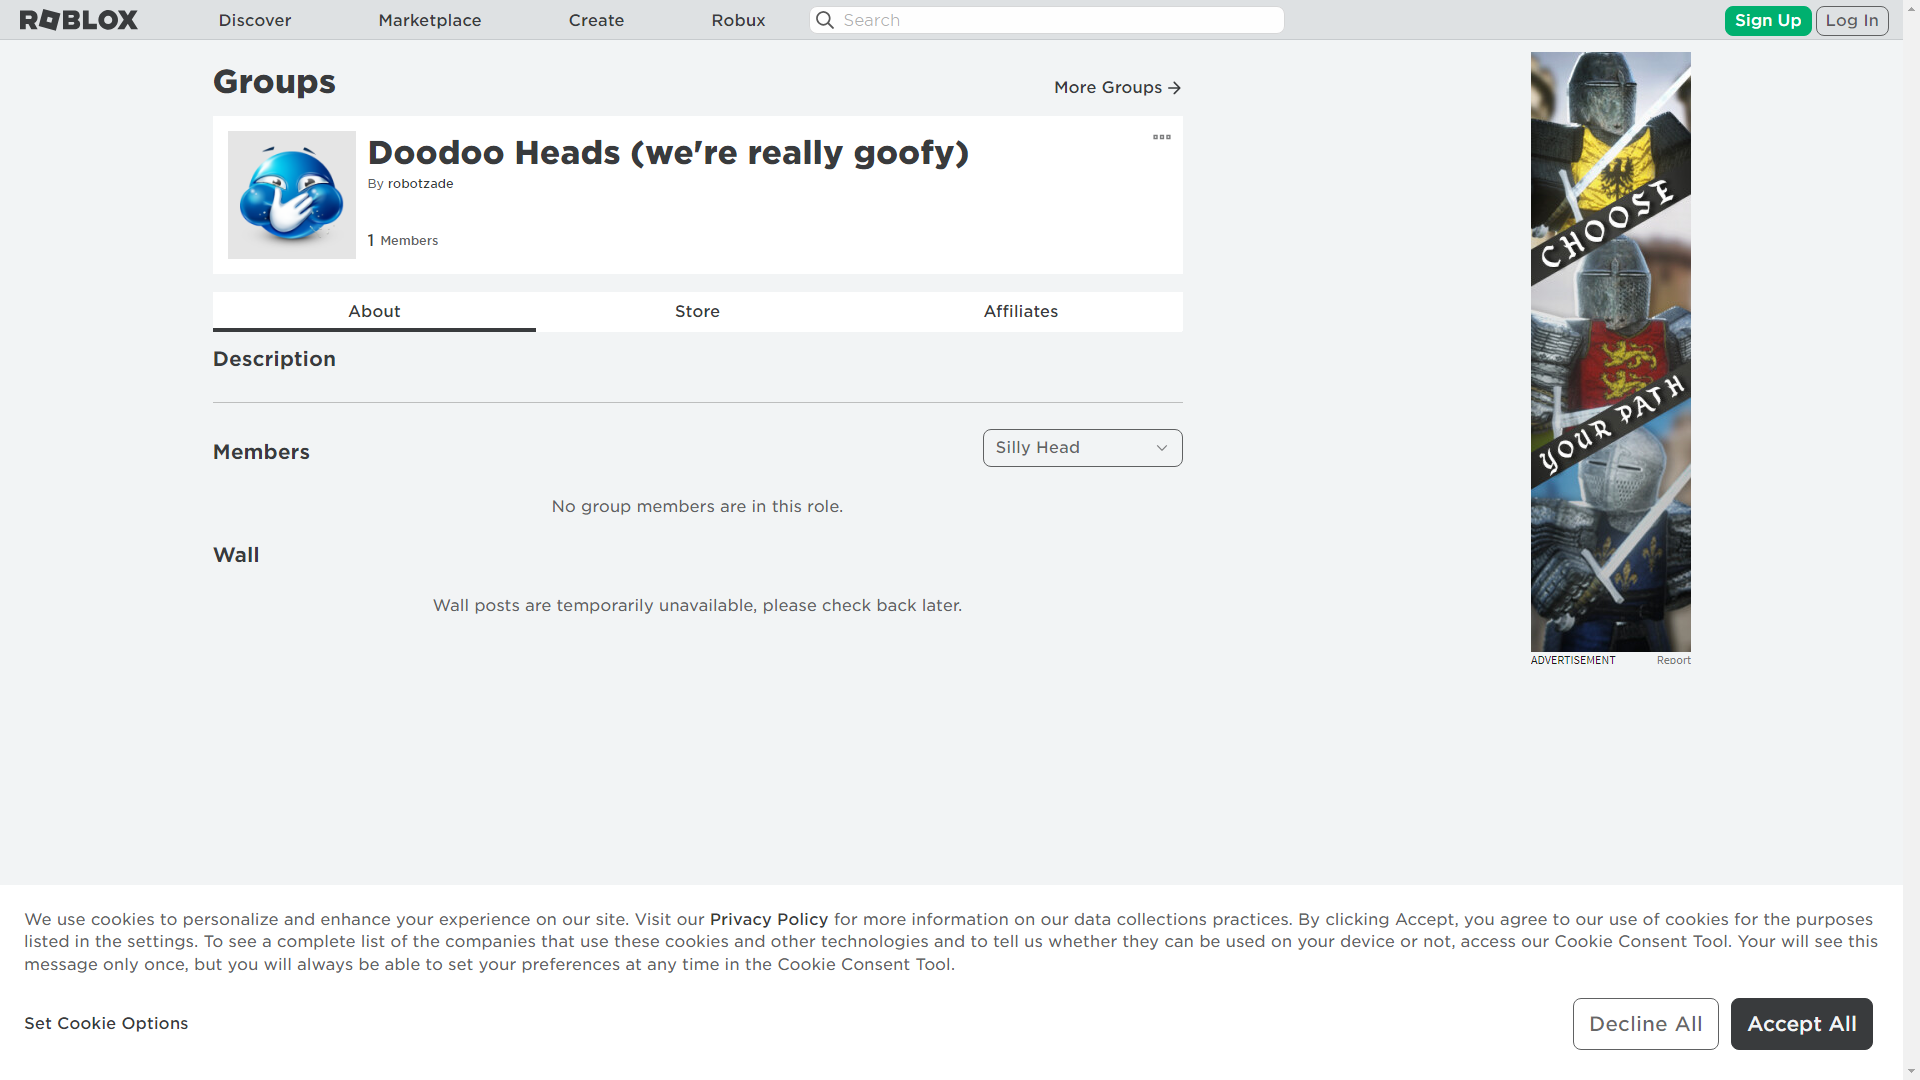 ROBLOX
Discover
Marketplace
Create
Robux
Search
Sign Up
Log In
Groups
More Groups
Doodoo Heads (we're really goofy)
By robotzade
1 Members
About
Store
Affiliates
Description
Members
Silly Head
No group members are in this role.
Wall
Wall posts are temporarily unavailable, please check back later.
CHOOSE
YOUR PATH
ADVERTISEMENT
Report
We use cookies to personalize and enhance your experience on our site. Visit our Privacy Policy for more information on our data collections practices. By clicking Accept, you agree to our use of cookies for the purposes
listed in the settings. To see a complete list of the companies that use these cookies and other technologies and to tell us whether they can be used on your device or not, access our Cookie Consent Tool. Your will see this
message only once, but you will always be able to set your preferences at any time in the Cookie Consent Tool.
Set Cookie Options
Decline All
Accept All